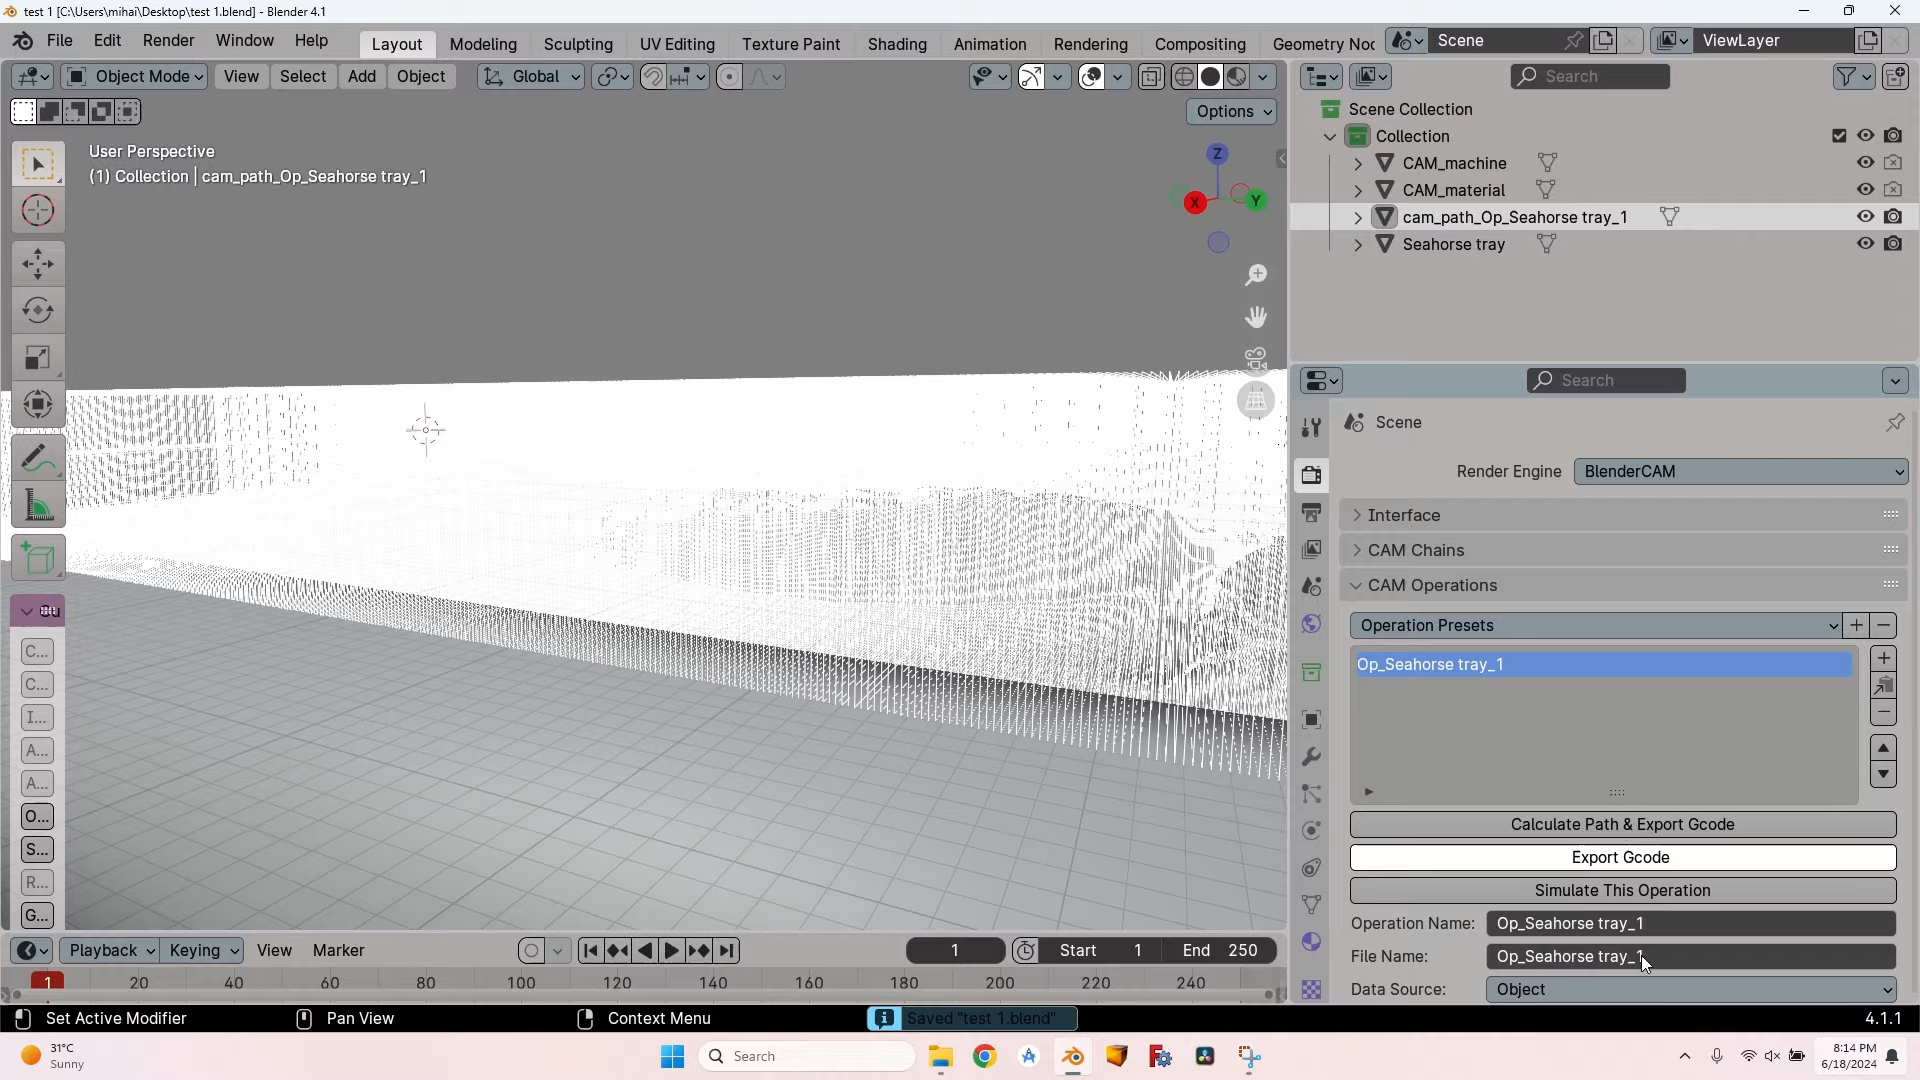 test 1 [C:\Users\mihai\Desktop\test 1.blend] - Blender 4.1
File Edit Render Window Help Layout Modeling Sculpting UV Editing Texture Paint Shading Animation Rendering Compositing Geometry Noc Scene ViewLayer
Object Mode View Select Add Object Global Search
Options
User Perspective
(1) Collection | cam_path_Op_Seahorse tray_1
Z
X
Y
Scene Collection
Collection
CAM_machine
CAM_material
cam_path_Op_Seahorse tray_1
Seahorse tray
Search
Scene
Render Engine BlenderCAM
Interface
CAM Chains
CAM Operations
Operation Presets
Op_Seahorse tray_1
Calculate Path & Export Gcode
Export Gcode
Simulate This Operation
Operation Name: Op_Seahorse tray_1
File Name: Op_Seahorse tray_1
Data Source: Object
C...
C...
I...
A...
A...
O...
S...
R...
G...
Playback Keying View Marker 1 Start 1 End 250
1 20 40 60 80 100 120 140 160 180 200 220 240
Set Active Modifier Pan View Context Menu Saved "test 1.blend" 4.1.1
31°C
Sunny
Search
8:14 PM
6/18/2024